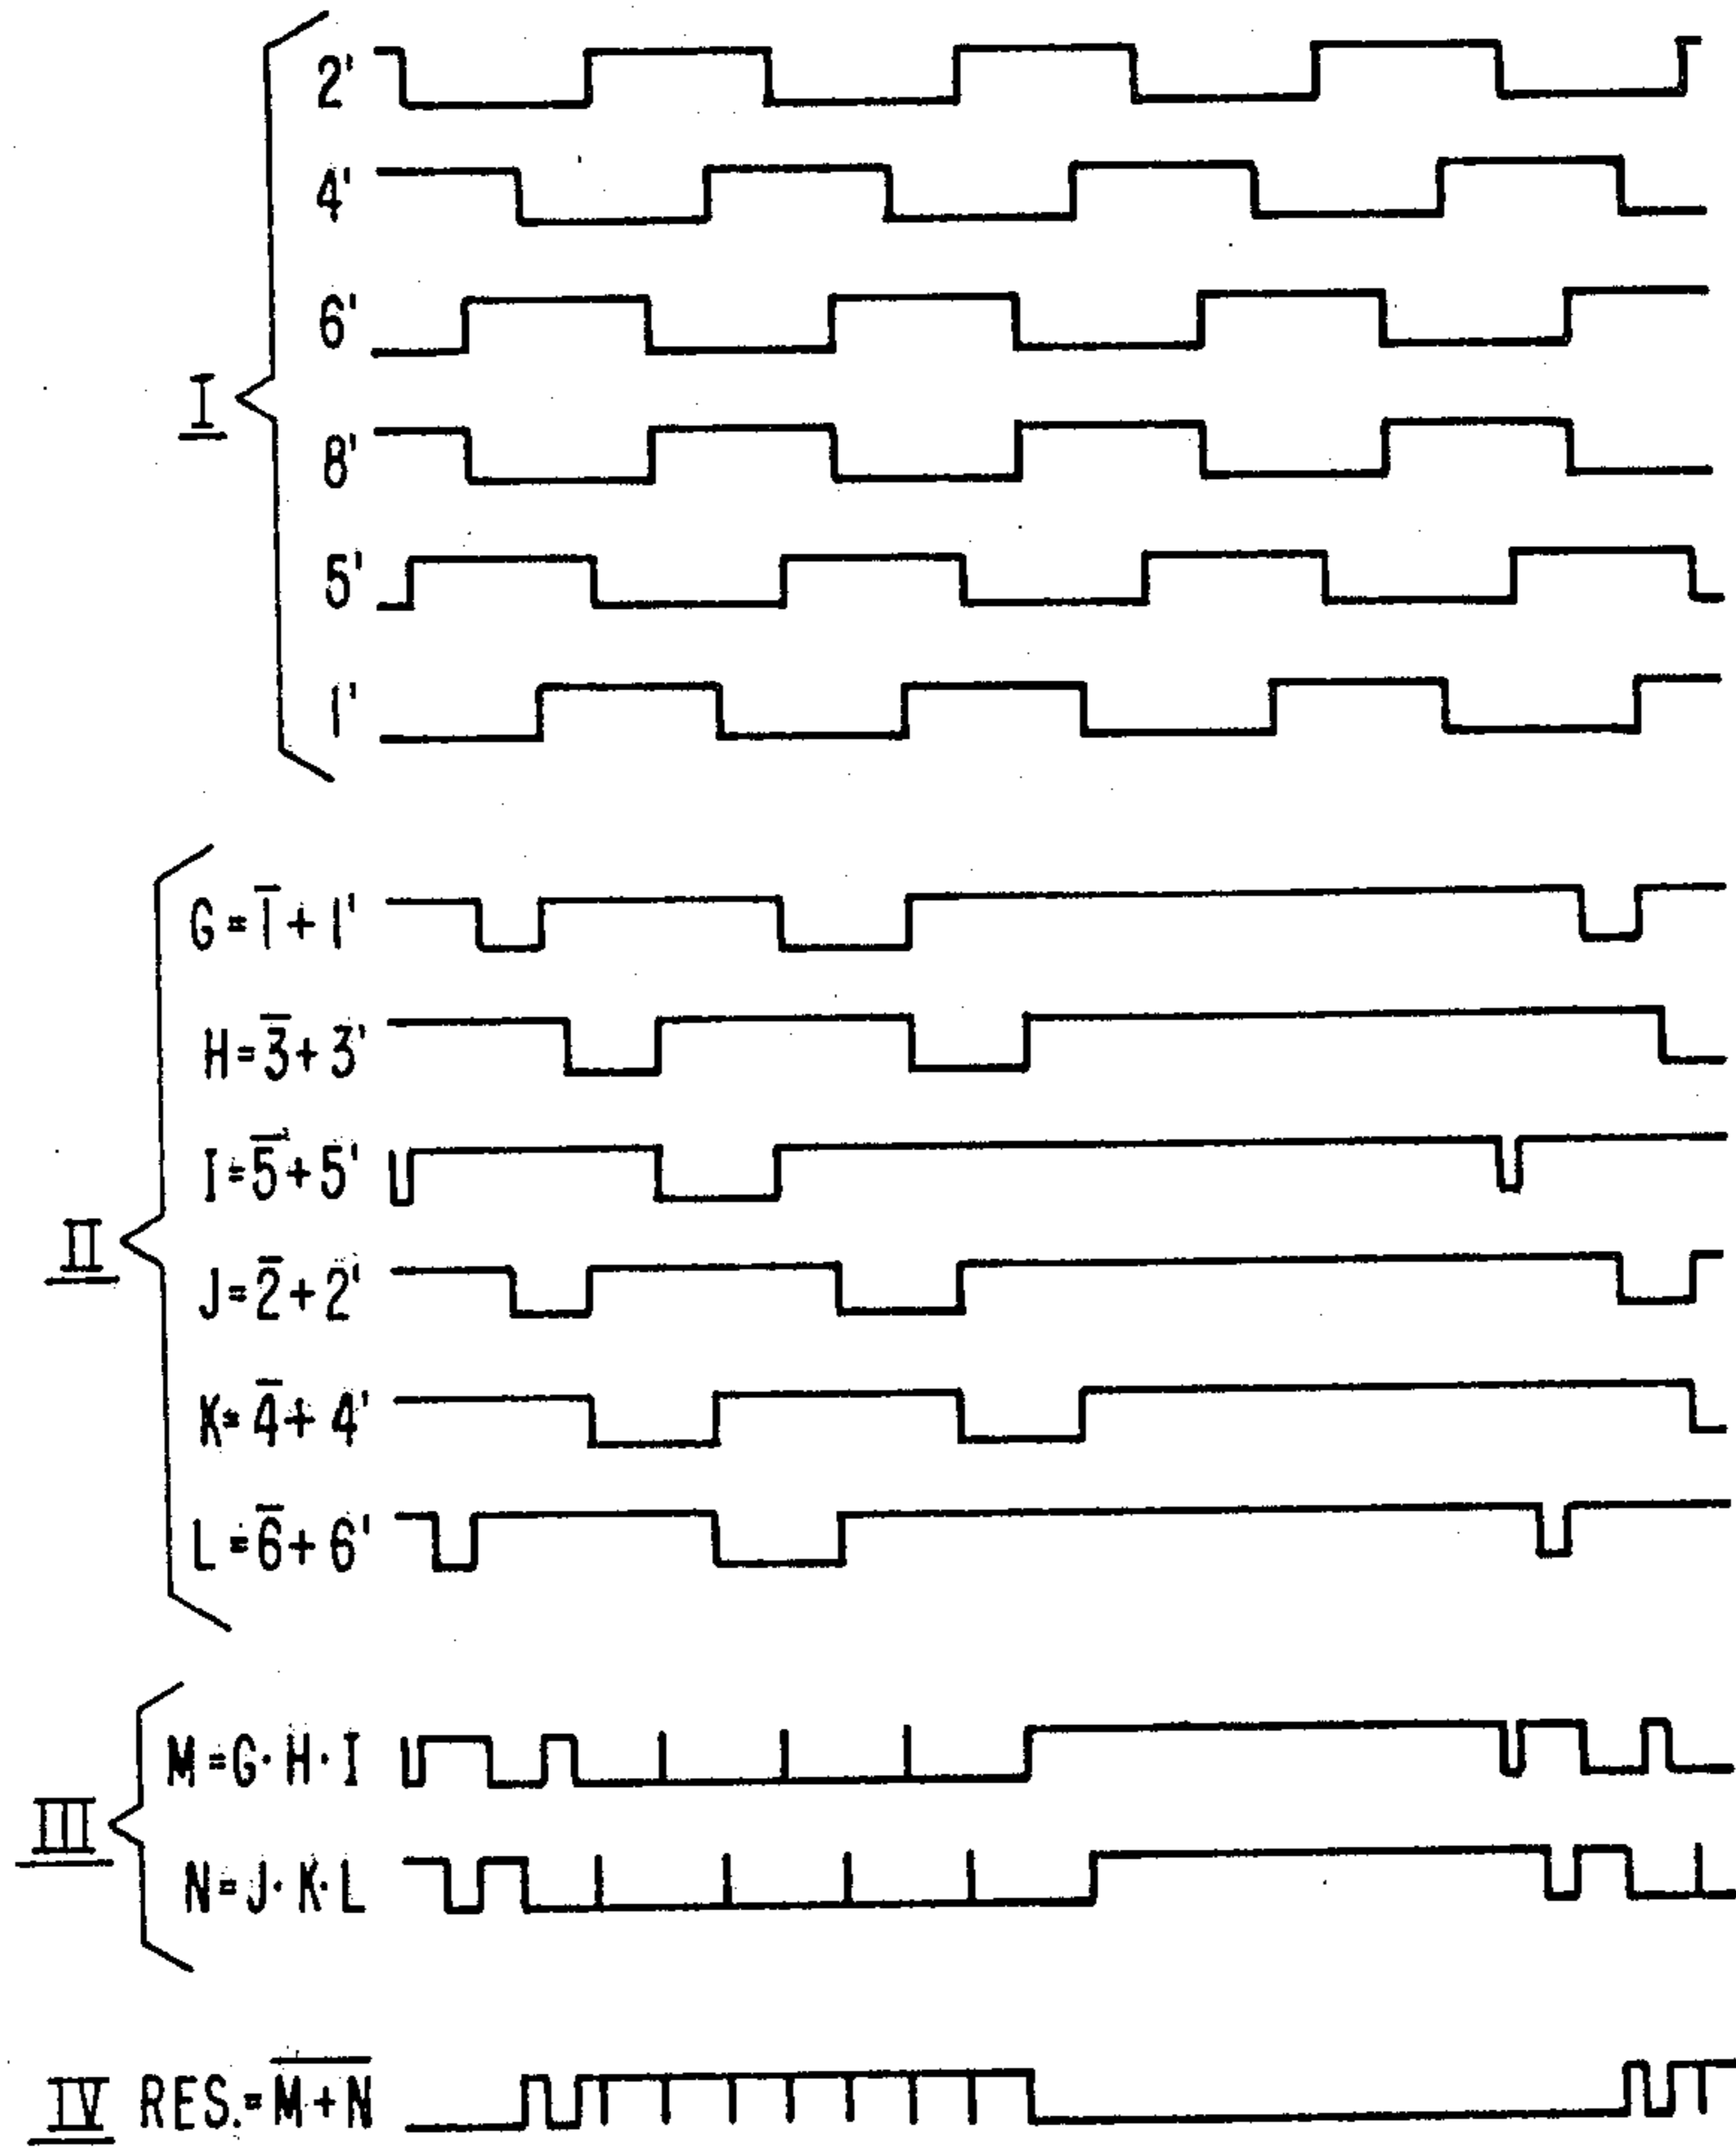 I
2'
4'
6'
8'
5'
1'
II
G=1̅+1'
H=3̅+3'
I=5̅+5'
J=2̅+2'
K=4̅+4'
L=6̅+6'
III
M=G·H·I
N=J·K·L
IV RES.=M̅+̅N̅